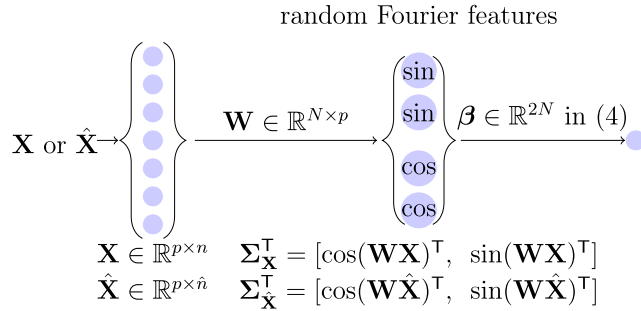 random Fourier features
sin
sin
cos
cos
X or X̂
W ∈ ℝ^{N×p}
β ∈ ℝ^{2N} in (4)
X ∈ ℝ^{p×n} Σ_X^T = [cos(WX)^T, sin(WX)^T]
X̂ ∈ ℝ^{p×n̂} Σ_X̂^T = [cos(WX̂)^T, sin(WX̂)^T]